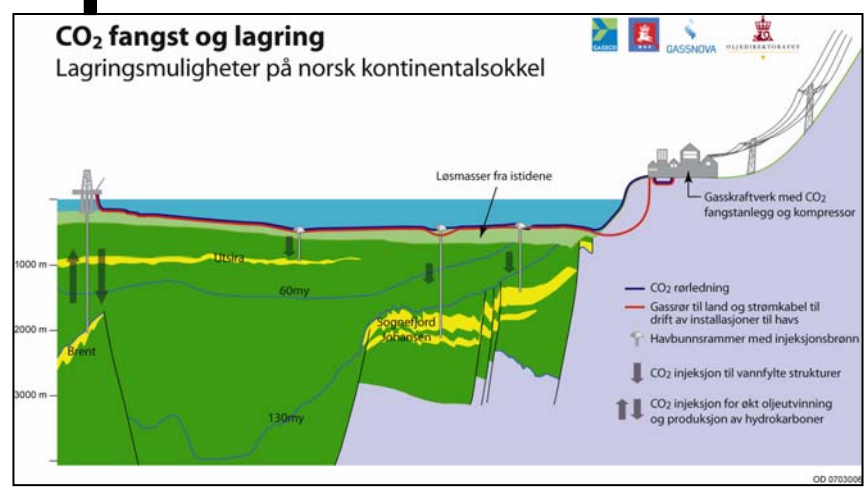 CO2 fangst og lagring
Lagringsmuligheter på norsk kontinentalsokkel
GASSCO
NVE
GASSNOVA
OLJEDIREKTORATET
Løsmasser fra istidene
Gasskraftverk med CO2
fangstanlegg og kompressor
Utsira
1000 m
60my
CO2 rørledning
Gassrør til land og strømkabel til
drift av installasjoner til havs
Havbunnsrammer med injeksjonsbrønn
2000 m
Sognefjord
Johansen
Brent
CO2 injeksjon til vannfylte strukturer
3000 m
130my
CO2 injeksjon for økt oljeutvinning
og produksjon av hydrokarboner
OD 0703006